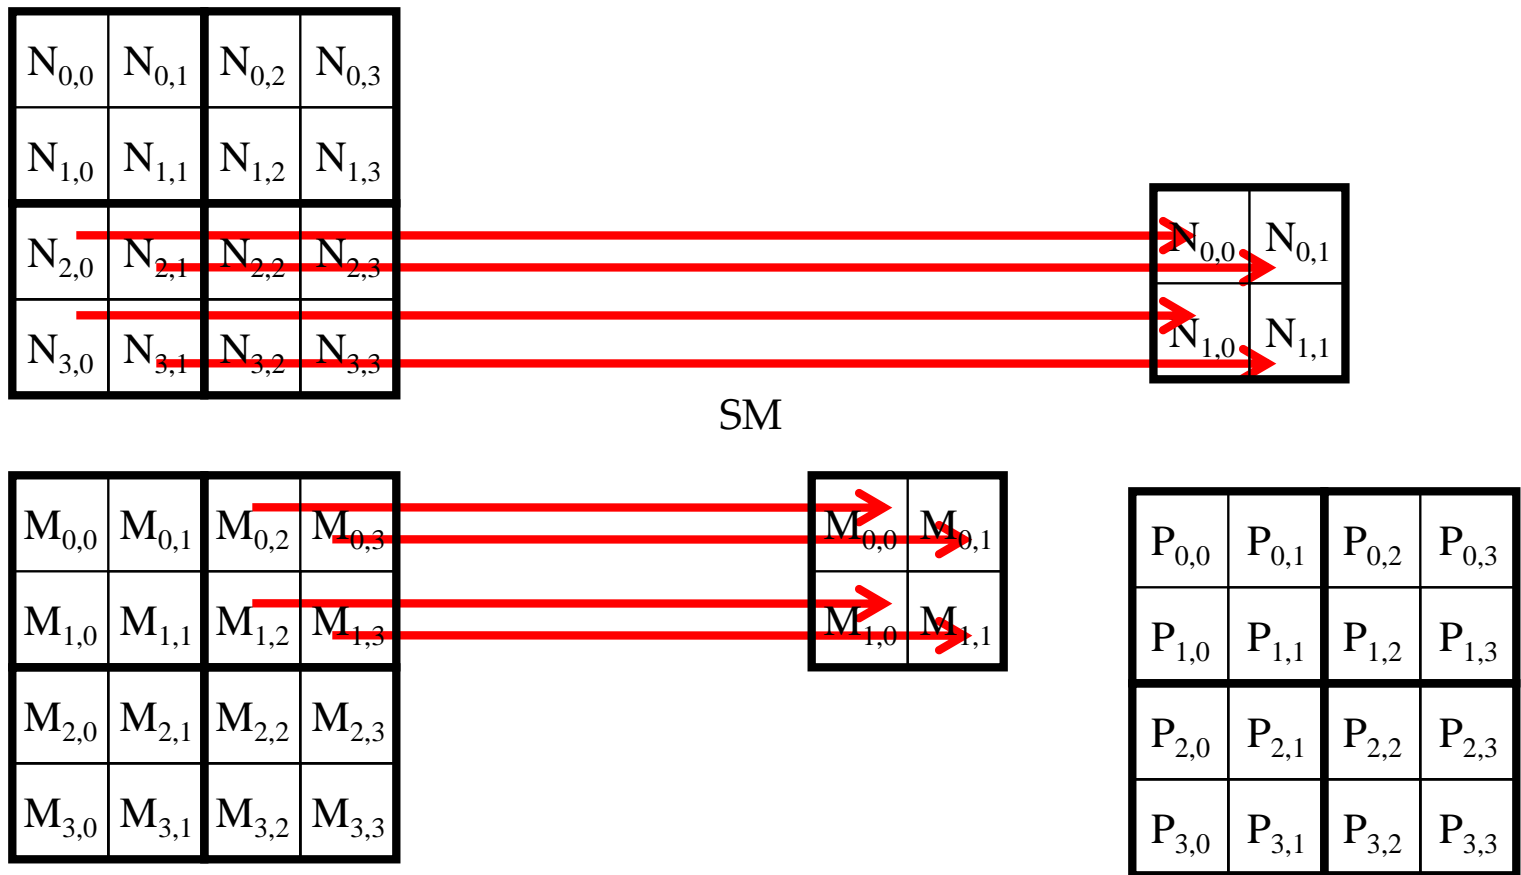 N0,0 N0,1 N0,2 N0,3
N1,0 N1,1 N1,2 N1,3
N2,0 N2,1 N2,2 N2,3
N3,0 N3,1 N3,2 N3,3
N0,0 N0,1
N1,0 N1,1
SM
M0,0 M0,1 M0,2 M0,3
M1,0 M1,1 M1,2 M1,3
M2,0 M2,1 M2,2 M2,3
M3,0 M3,1 M3,2 M3,3
M0,0 M0,1
M1,0 M1,1
P0,0 P0,1 P0,2 P0,3
P1,0 P1,1 P1,2 P1,3
P2,0 P2,1 P2,2 P2,3
P3,0 P3,1 P3,2 P3,3